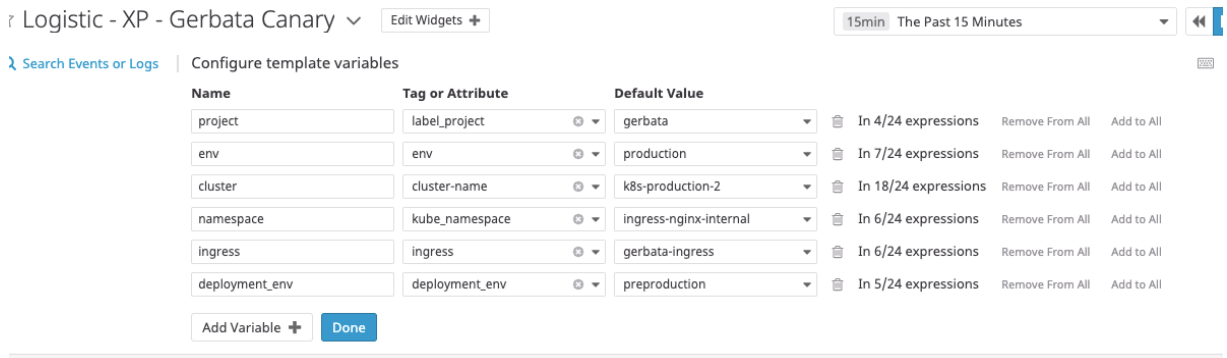 Logistic - XP - Gerbata Canary Edit Widgets + 15min The Past 15 Minutes
Search Events or Logs Configure template variables
Name Tag or Attribute Default Value
project label_project gerbata In 4/24 expressions Remove From All Add to All
env env production In 7/24 expressions Remove From All Add to All
cluster cluster-name k8s-production-2 In 18/24 expressions Remove From All Add to All
namespace kube_namespace ingress-nginx-internal In 6/24 expressions Remove From All Add to All
ingress ingress gerbata-ingress In 6/24 expressions Remove From All Add to All
deployment_env deployment_env preproduction In 5/24 expressions Remove From All Add to All
Add Variable + Done